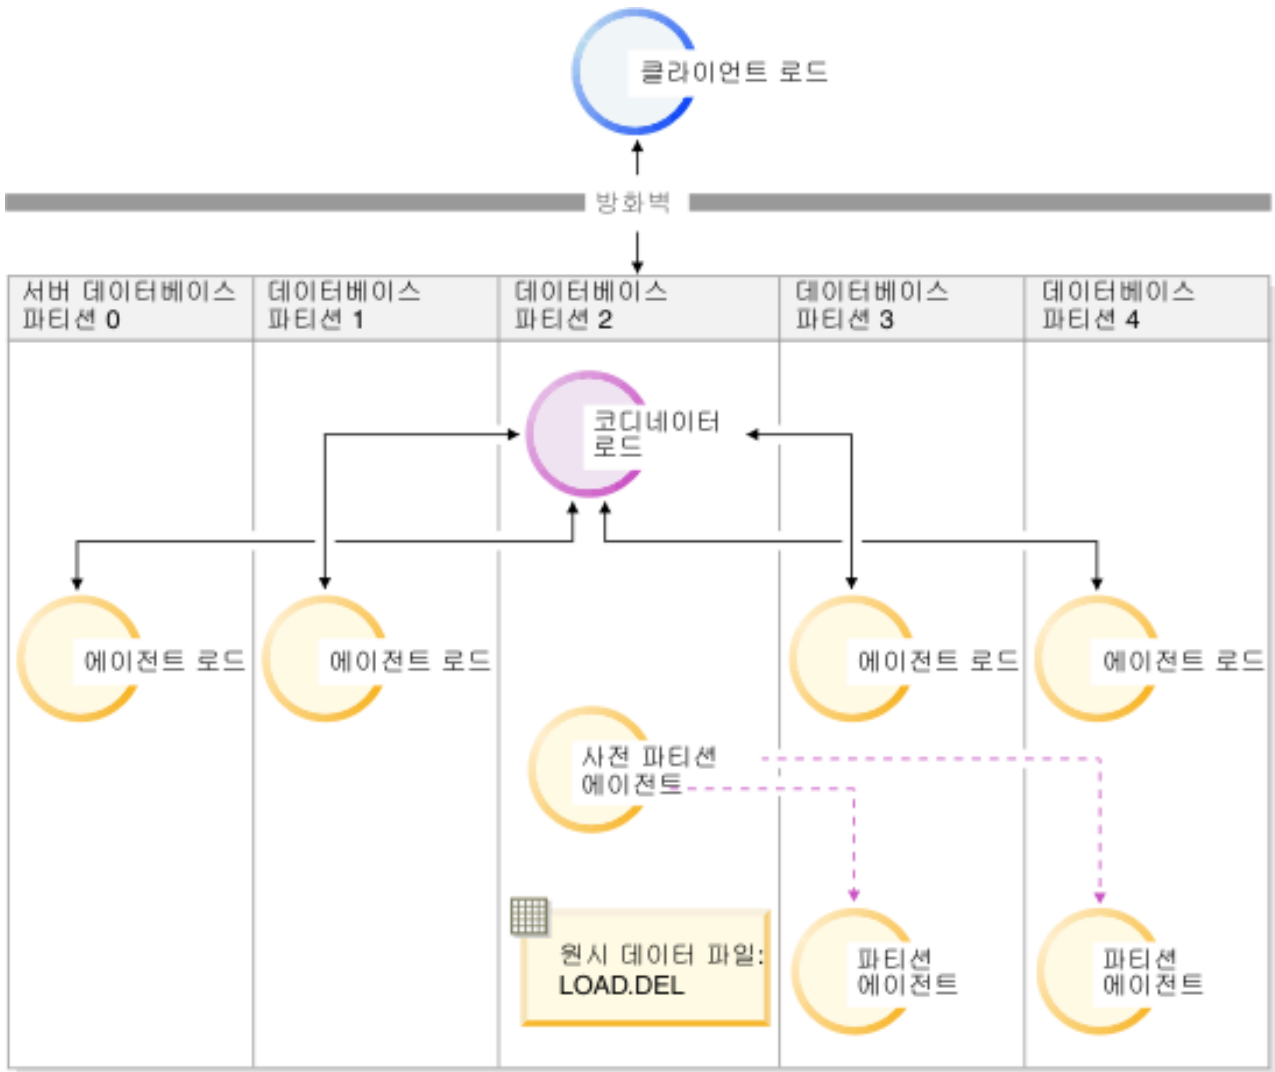 클라이언트 로드
방화벽
서버 데이터베이스
파티션 0
데이터베이스
파티션 1
데이터베이스
파티션 2
데이터베이스
파티션 3
데이터베이스
파티션 4
코디네이터
로드
에이전트 로드
에이전트 로드
에이전트 로드
에이전트 로드
사전 파티션
에이전트
원시 데이터 파일:
LOAD.DEL
파티션
에이전트
파티션
에이전트